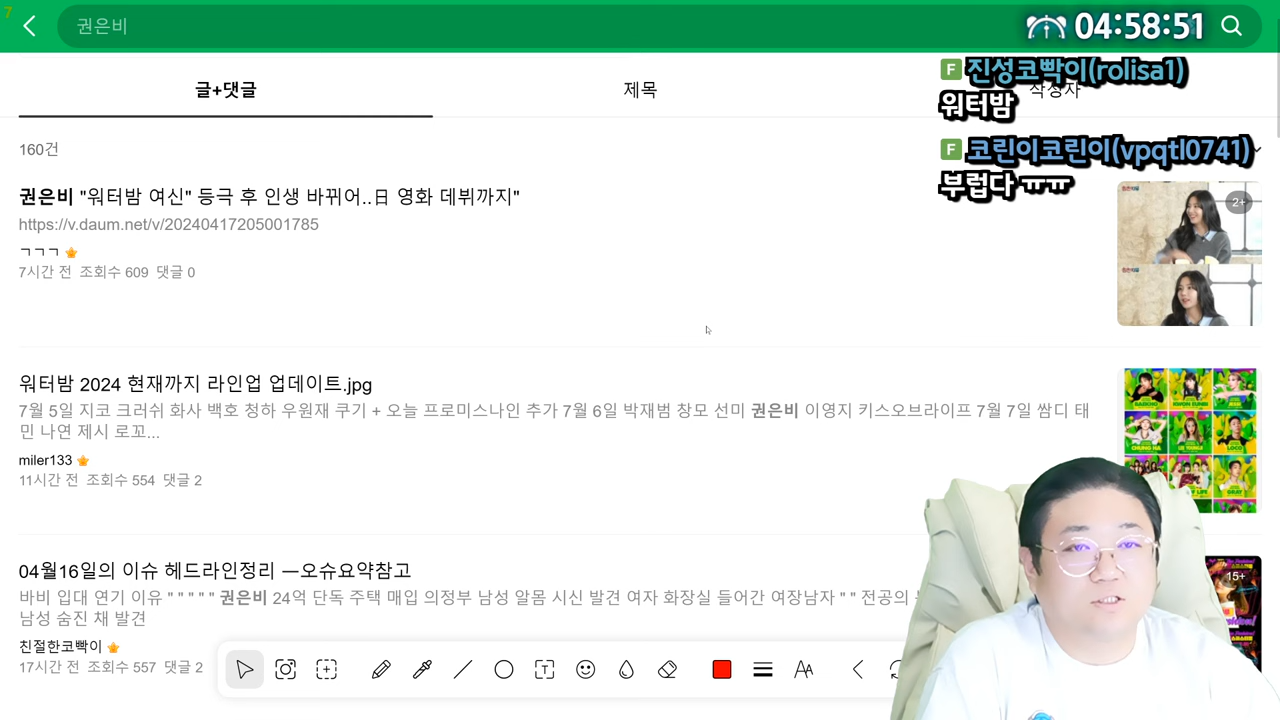 7
권은비
04:58:51
글+댓글
제목
작성자
진성코빡이(rolisa1)
워터밤
코린이코린이(vpqtl0741)
부럽다 ㅠㅠ
160건
권은비 "워터밤 여신" 등극 후 인생 바뀌어..日 영화 데뷔까지"
https://v.daum.net/v/20240417205001785
ㄱㄱㄱ
7시간 전 조회수 609 댓글 0
2+
워터밤 2024 현재까지 라인업 업데이트.jpg
7월 5일 지코 크러쉬 화사 백호 청하 우원재 쿠기 + 오늘 프로미스나인 추가 7월 6일 박재범 창모 선미 권은비 이영지 키스오브라이프 7월 7일 쌈디 태
민 나연 제시 로꼬...
miler133
11시간 전 조회수 554 댓글 2
04월16일의 이슈 헤드라인정리 ㅡ오슈요약참고
바비 입대 연기 이유 " " " " " 권은비 24억 단독 주택 매입 의정부 남성 알몸 시신 발견 여자 화장실 들어간 여장남자 " " 전공의
남성 숨진 채 발견
친절한코빡이
17시간 전 조회수 557 댓글 2
15+